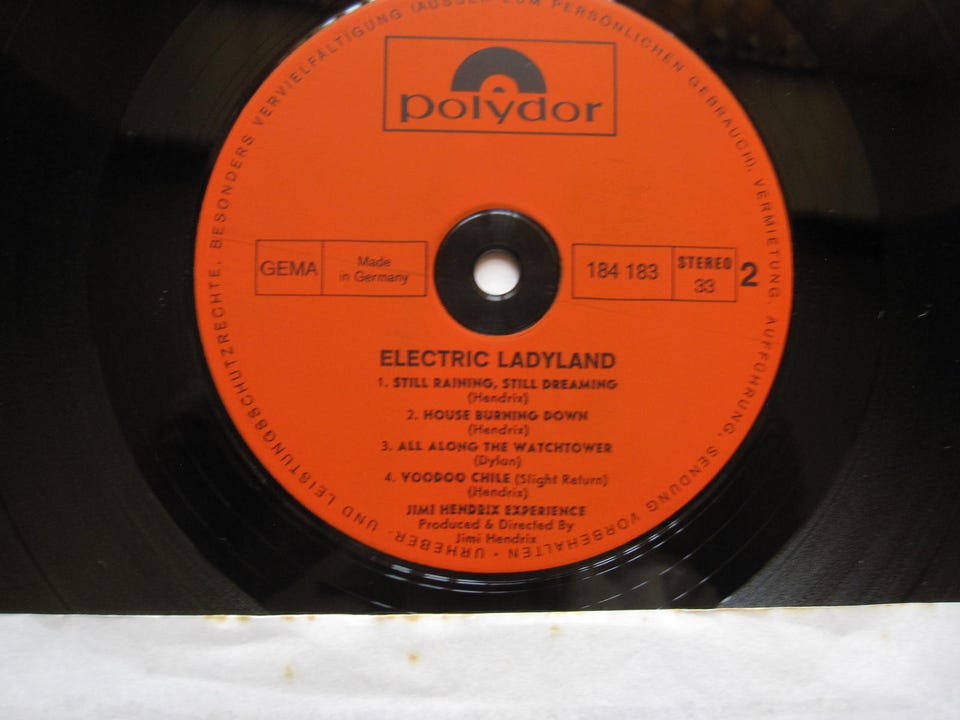 polydor
GEMA
Made
in Germany
184 183
STEREO
33
2
ELECTRIC LADYLAND
1. STILL RAINING, STILL DREAMING
(Hendrix)
2. HOUSE BURNING DOWN
(Hendrix)
3. ALL ALONG THE WATCHTOWER
(Dylan)
4. VOODOO CHILE (Slight Return)
(Hendrix)
JIMI HENDRIX EXPERIENCE
Produced & Directed By
Jimi Hendrix
URHEBER- UND LEISTUNGSSCHUTZRECHTE, BESONDERS VERVIELFÄLTIGUNG (AUSSER ZUM PERSÖNLICHEN GEBRAUCH), VERMIETUNG, AUFFÜHRUNG, SENDUNG VORBEHALTEN •